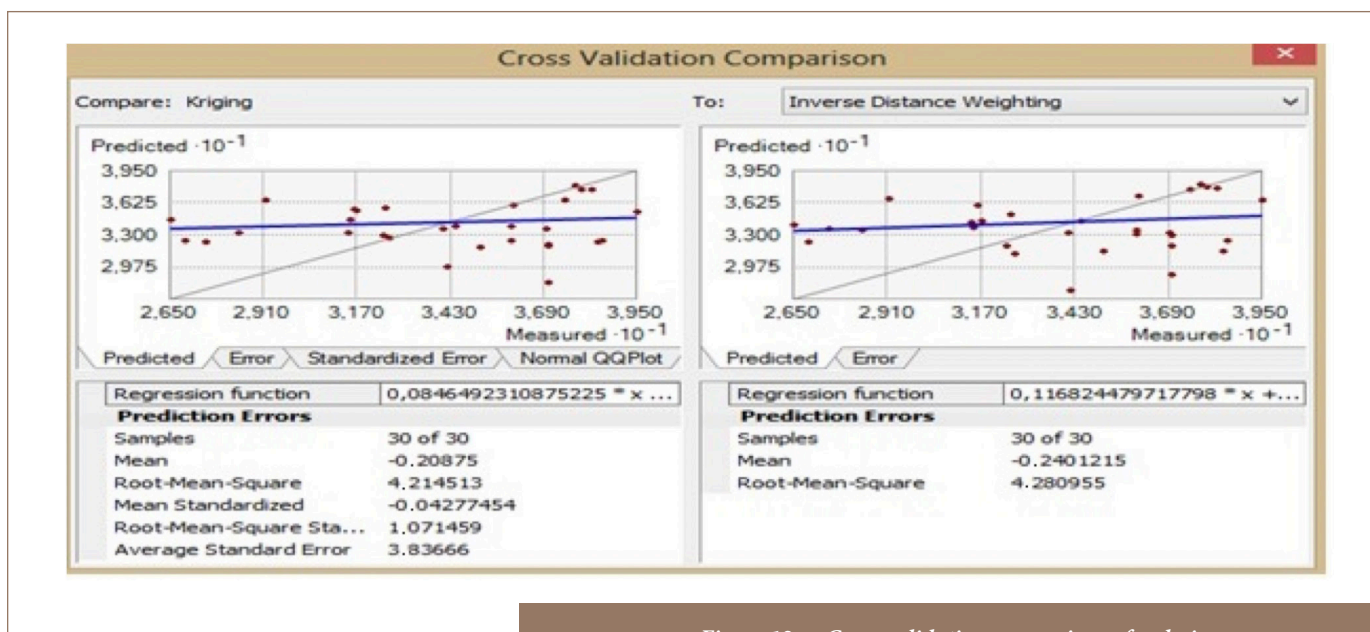 Cross Validation Comparison
Compare: Kriging
To: Inverse Distance Weighting
Predicted ·10⁻¹
3,950
3,625
3,300
2,975
2,650 2,910 3,170 3,430 3,690 3,950
Measured ·10⁻¹
Predicted Error Standardized Error Normal QQPlot
Regression function 0,0846492310875225 * x ...
Prediction Errors
Samples 30 of 30
Mean -0.20875
Root-Mean-Square 4.214513
Mean Standardized -0.04277454
Root-Mean-Square Sta... 1.071459
Average Standard Error 3.83666
Predicted ·10⁻¹
3,950
3,625
3,300
2,975
2,650 2,910 3,170 3,430 3,690 3,950
Measured ·10⁻¹
Predicted Error
Regression function 0,116824479717798 * x +...
Prediction Errors
Samples 30 of 30
Mean -0.2401215
Root-Mean-Square 4.280955